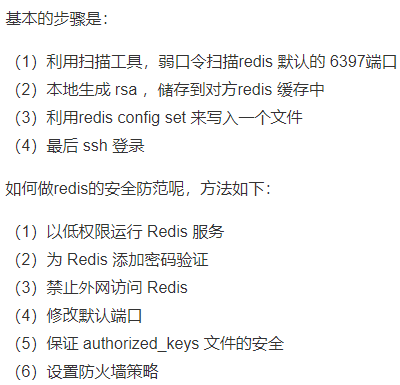 基本的步骤是：
（1）利用扫描工具，弱口令扫描redis 默认的 6397端口
（2）本地生成 rsa ，储存到对方redis 缓存中
（3）利用redis config set 来写入一个文件
（4）最后 ssh 登录
如何做redis的安全防范呢，方法如下：
（1）以低权限运行 Redis 服务
（2）为 Redis 添加密码验证
（3）禁止外网访问 Redis
（4）修改默认端口
（5）保证 authorized_keys 文件的安全
（6）设置防火墙策略